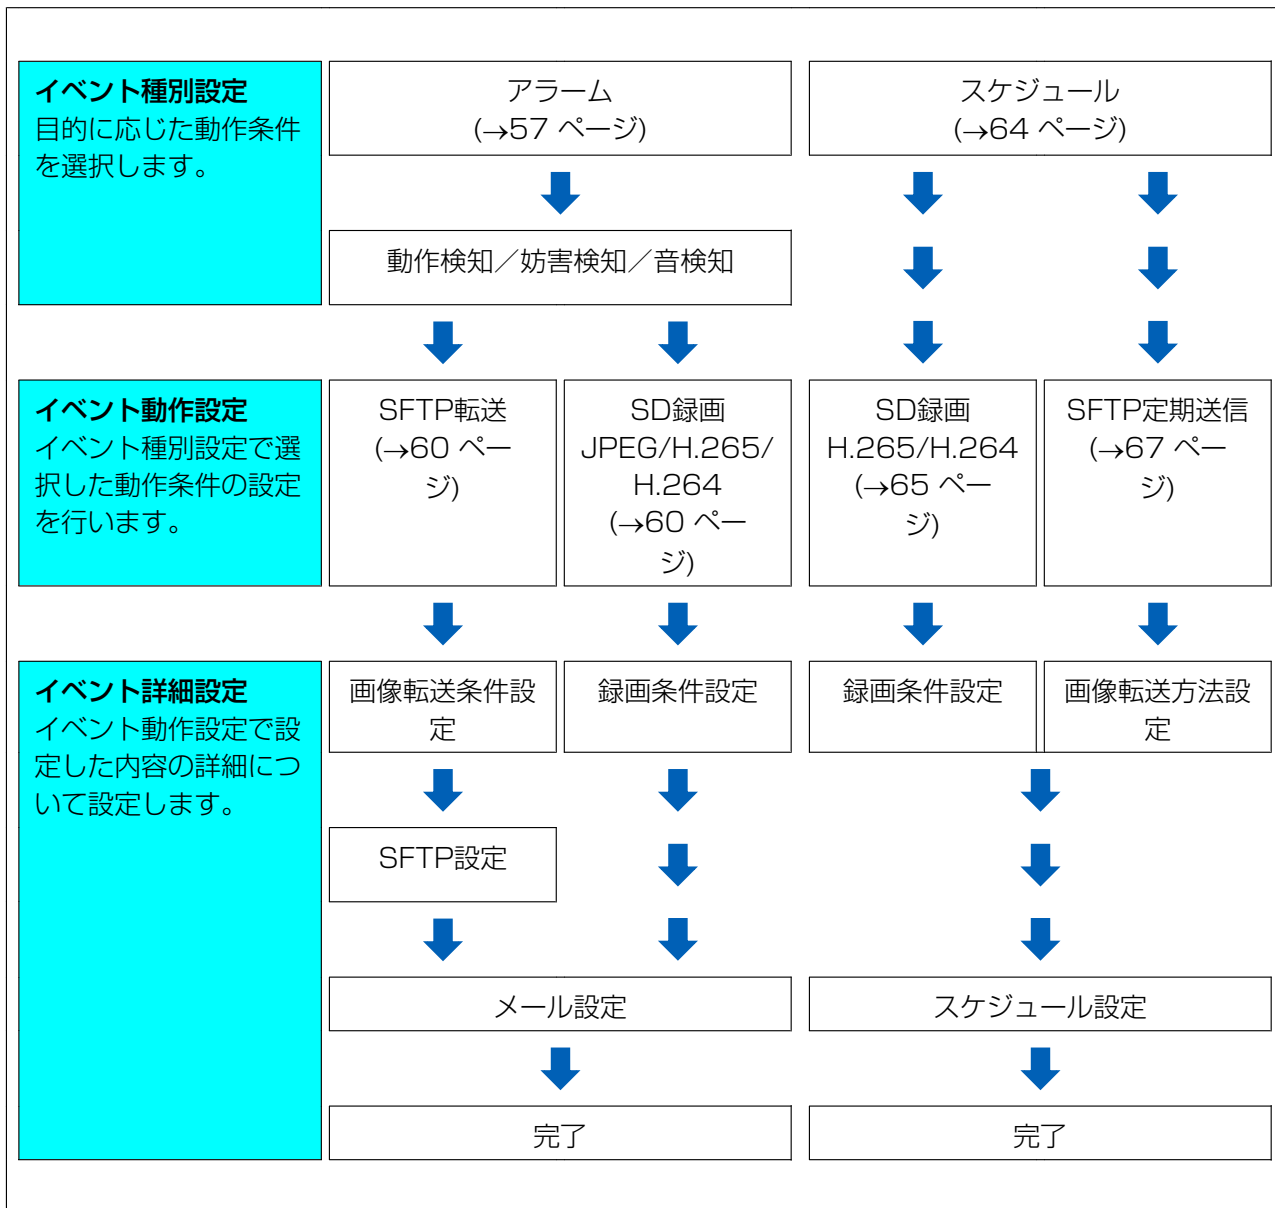 イベント種別設定
目的に応じた動作条件
を選択します。
アラーム
(→57 ページ)
スケジュール
(→64 ページ)
動作検知／妨害検知／音検知
イベント動作設定
イベント種別設定で選
択した動作条件の設定
を行います。
SFTP転送
(→60 ペー
ジ)
SD録画
JPEG/H.265/
H.264
(→60 ペー
ジ)
SD録画
H.265/H.264
(→65 ペー
ジ)
SFTP定期送信
(→67 ペー
ジ)
イベント詳細設定
イベント動作設定で設
定した内容の詳細につ
いて設定します。
画像転送条件設
定
録画条件設定
録画条件設定
画像転送方法設
定
SFTP設定
メール設定
スケジュール設定
完了
完了